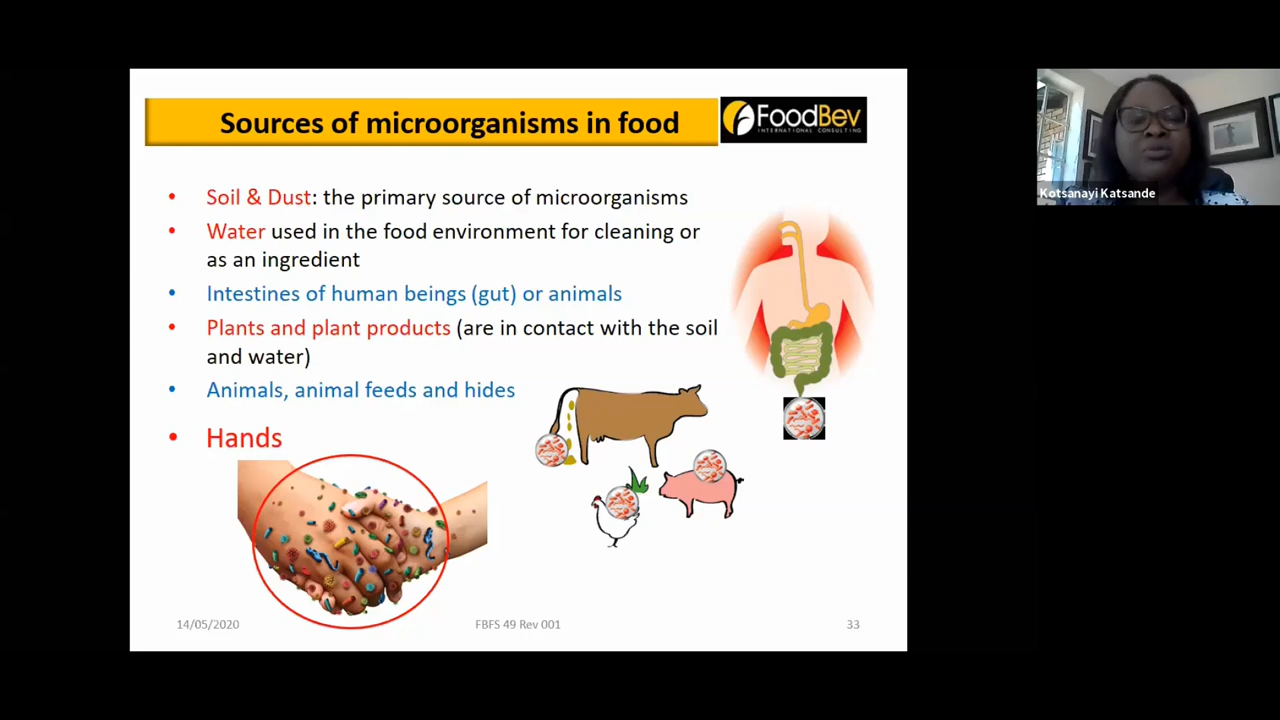 Sources of microorganisms in food
FoodBev
INTERNATIONAL CONSULTING
• Soil & Dust: the primary source of microorganisms
• Water used in the food environment for cleaning or
as an ingredient
• Intestines of human beings (gut) or animals
• Plants and plant products (are in contact with the soil
and water)
• Animals, animal feeds and hides
• Hands
14/05/2020
FBFS 49 Rev 001
33
Kotsanayi Katsande